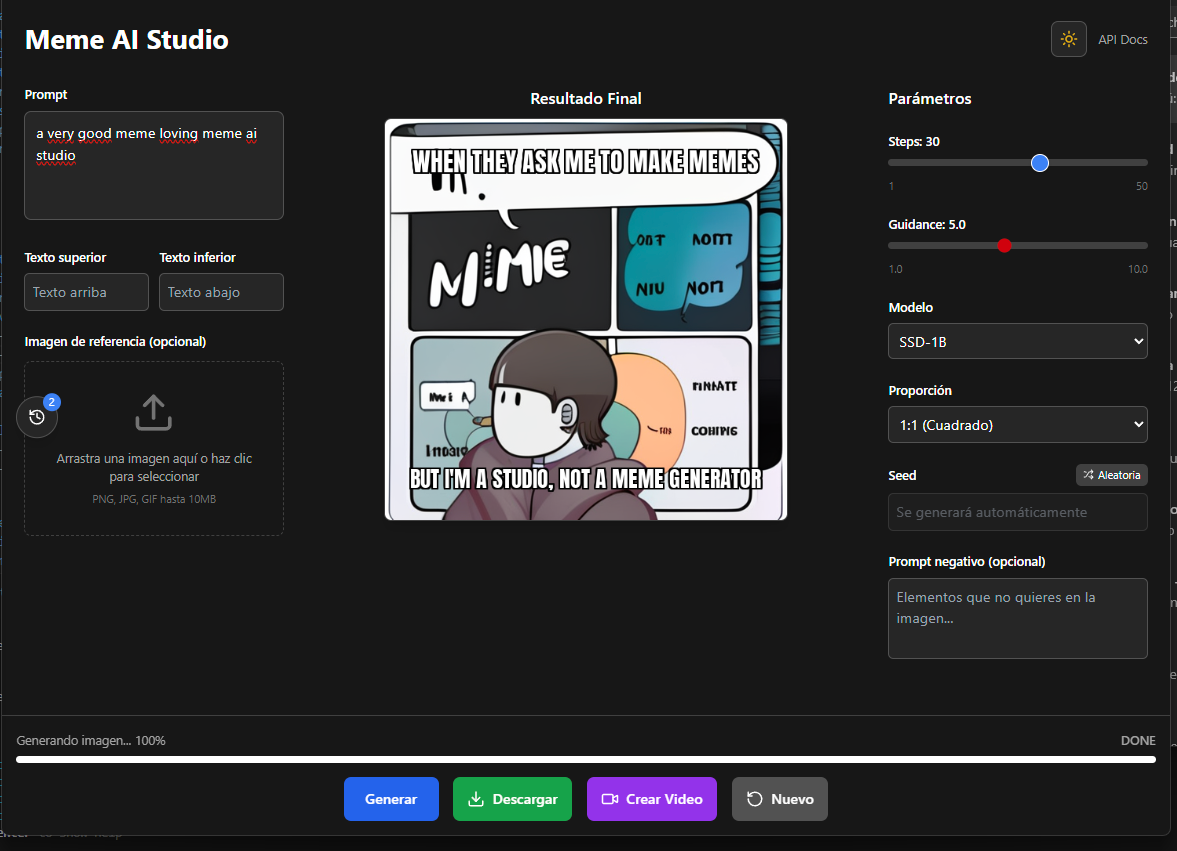 Meme AI Studio
API Docs
Prompt
a very good meme loving meme ai
studio
Texto superior
Texto inferior
Texto arriba
Texto abajo
Imagen de referencia (opcional)
2
Arrastra una imagen aquí o haz clic
para seleccionar
PNG, JPG, GIF hasta 10MB
Resultado Final
WHEN THEY ASK ME TO MAKE MEMES
MiMIE
NIU NOTI
COHING
BUT I'M A STUDIO, NOT A MEME GENERATOR
Parámetros
Steps: 30
1
50
Guidance: 5.0
1.0
10.0
Modelo
SSD-1B
Proporción
1:1 (Cuadrado)
Seed
Aleatoria
Se generará automáticamente
Prompt negativo (opcional)
Elementos que no quieres en la
imagen...
Generando imagen... 100%
DONE
Generar
Descargar
Crear Video
Nuevo